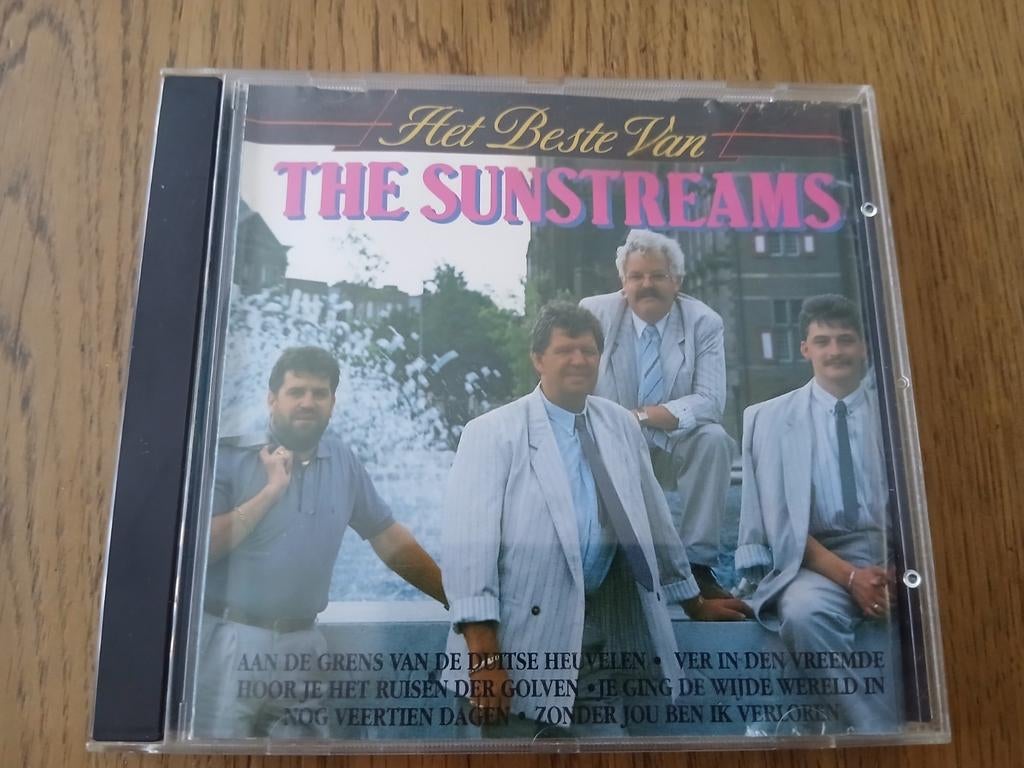 Het Beste Van
THE SUNSTREAMS
AAN DE GRENS VAN DE DUITSE HEUVELEN • VER IN DEN VREEMDE
HOOR JE HET RUISEN DER GOLVEN • JE GING DE WIJDE WERELD IN
NOG VEERTIEN DAGEN • ZONDER JOU BEN IK VERLOREN